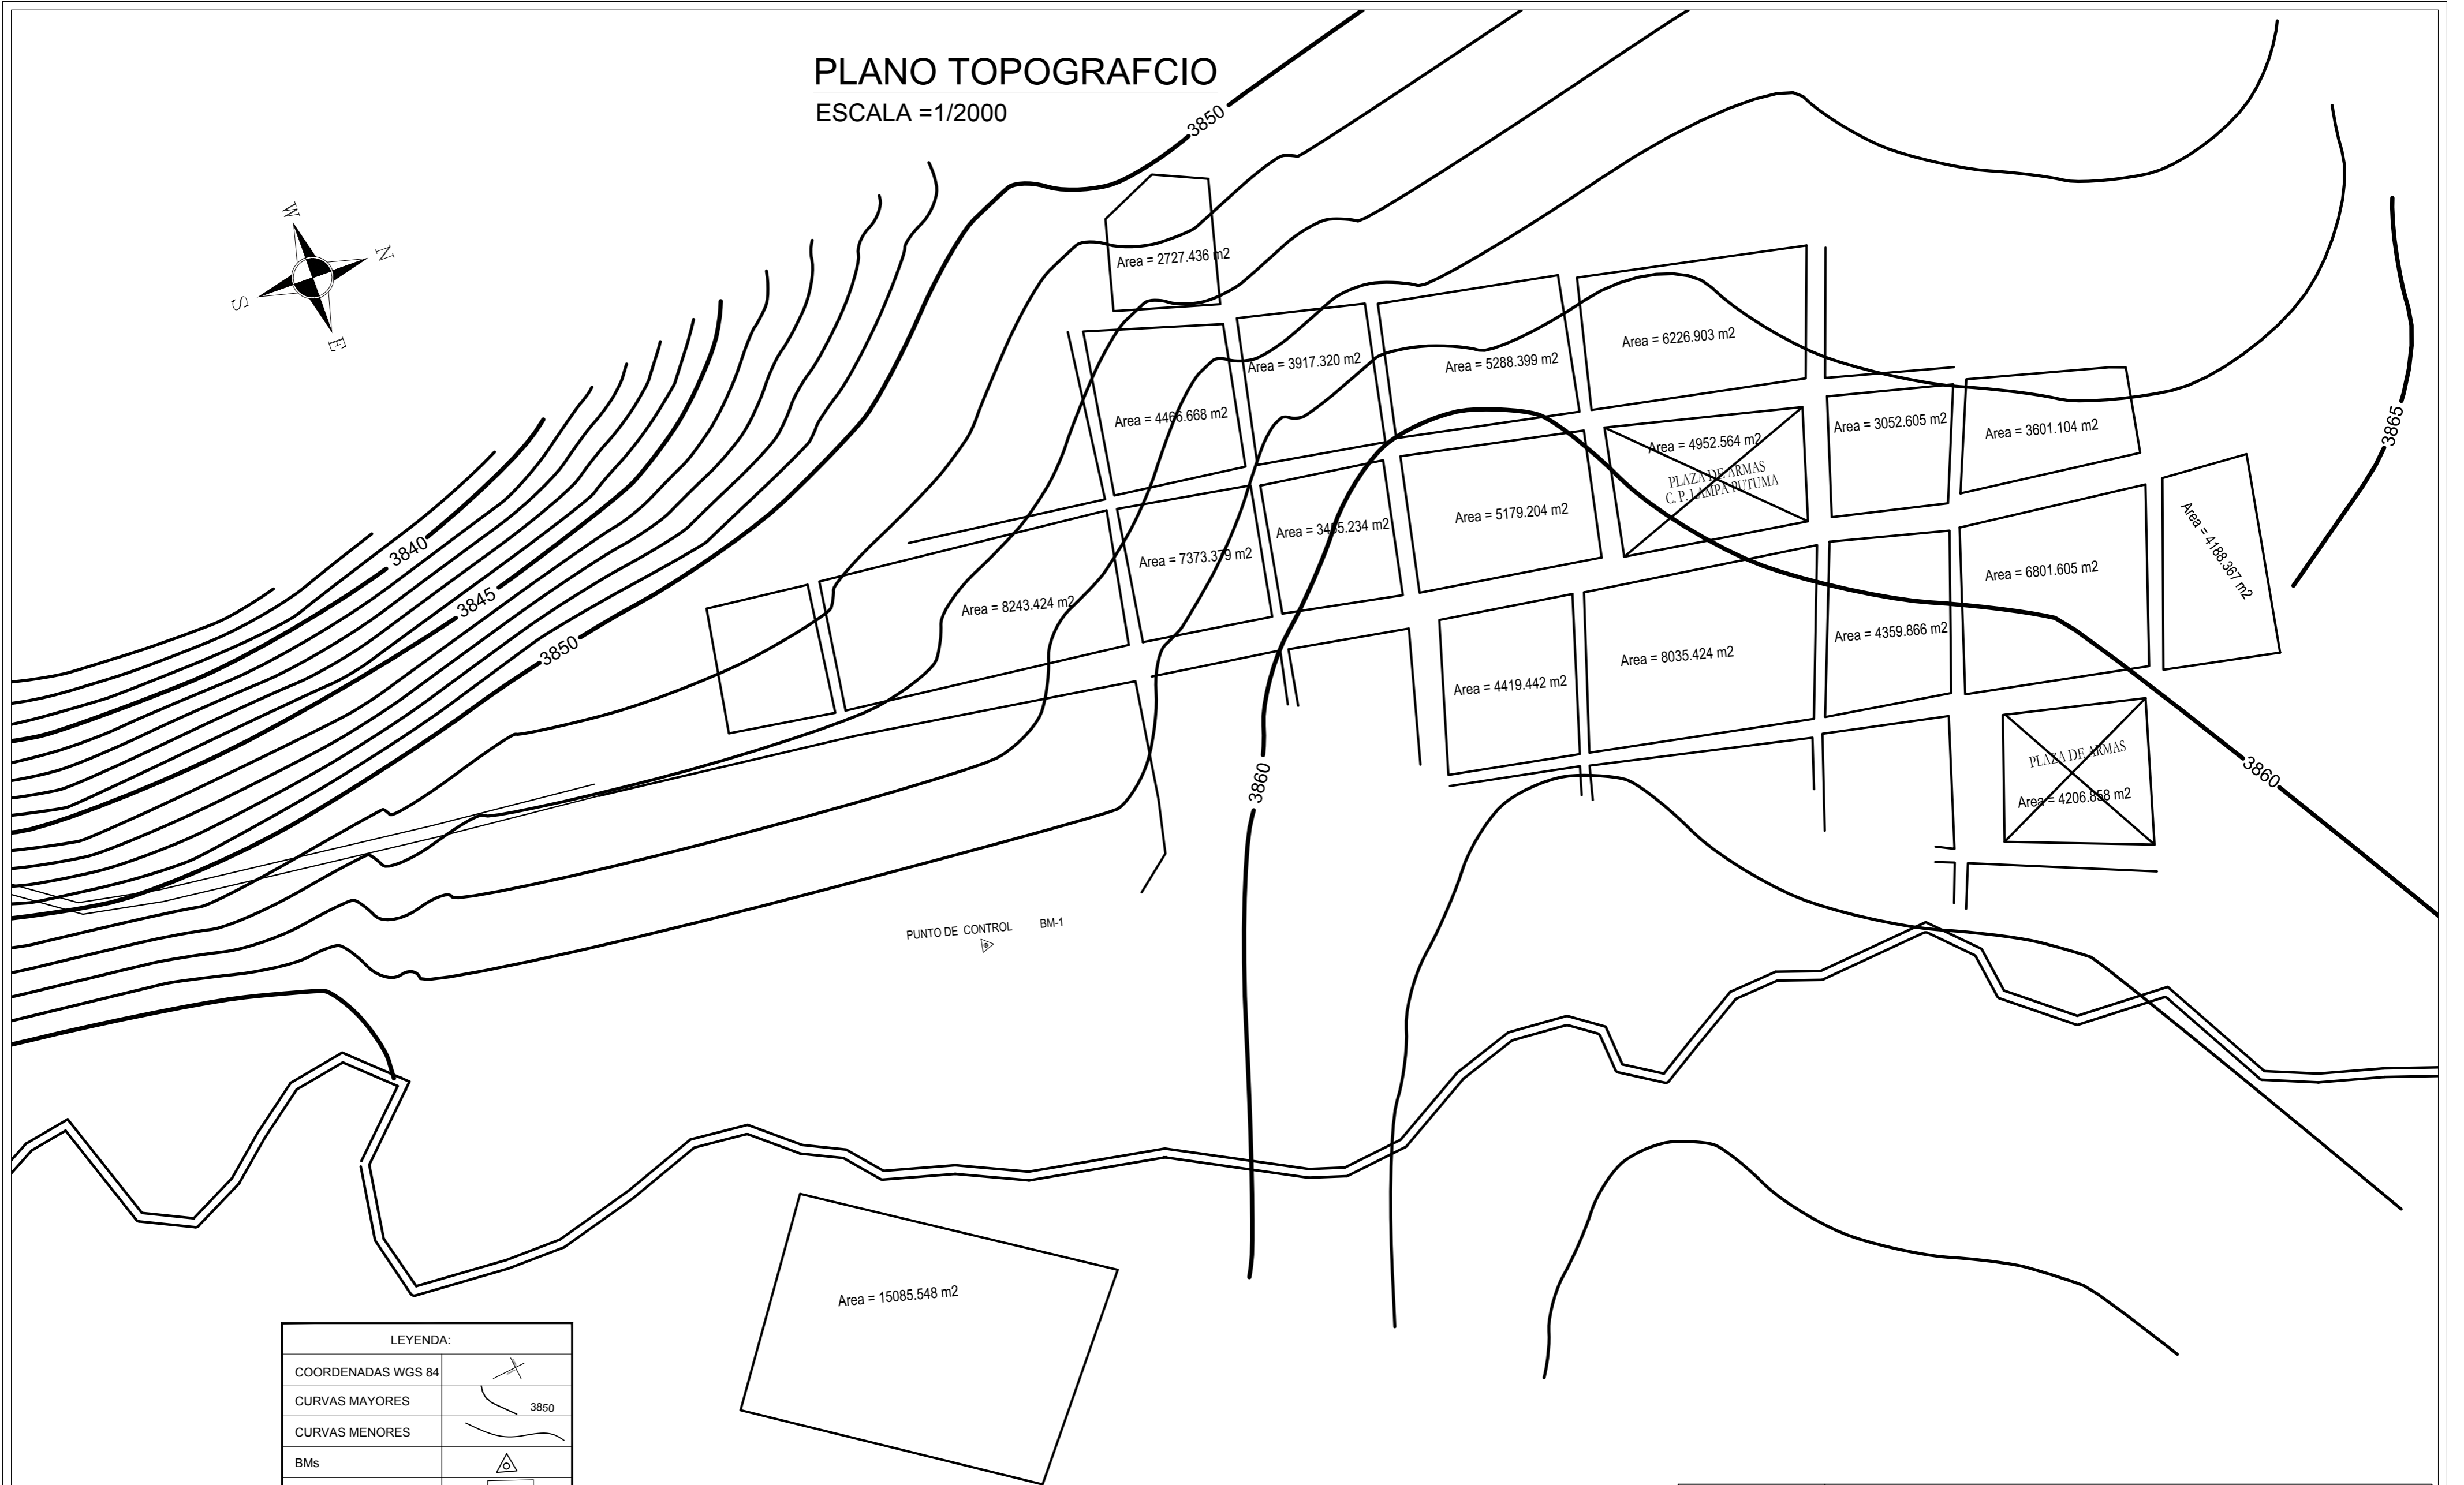 PLANO TOPOGRAFCIO
ESCALA =1/2000
3850
W
N
S
E
Area = 2727.436 m2
Area = 6226.903 m2
Area = 3917.320 m2
Area = 5288.399 m2
Area = 4466.668 m2
3865
Area = 3052.605 m2
Area = 3601.104 m2
Area = 4952.564 m2
PLAZA DE ARMAS
C. P. LAMPA PUTUMA
Area = 5179.204 m2
Area = 3455.234 m2
3840
Area = 7373.379 m2
Area = 4188.367 m2
Area = 6801.605 m2
3845
Area = 8243.424 m2
Area = 4359.866 m2
3850
Area = 8035.424 m2
Area = 4419.442 m2
PLAZA DE ARMAS
3860
3860
Area = 4206.858 m2
PUNTO DE CONTROL BM-1
Area = 15085.548 m2
LEYENDA:
COORDENADAS WGS 84
CURVAS MAYORES 3850
CURVAS MENORES
BMs